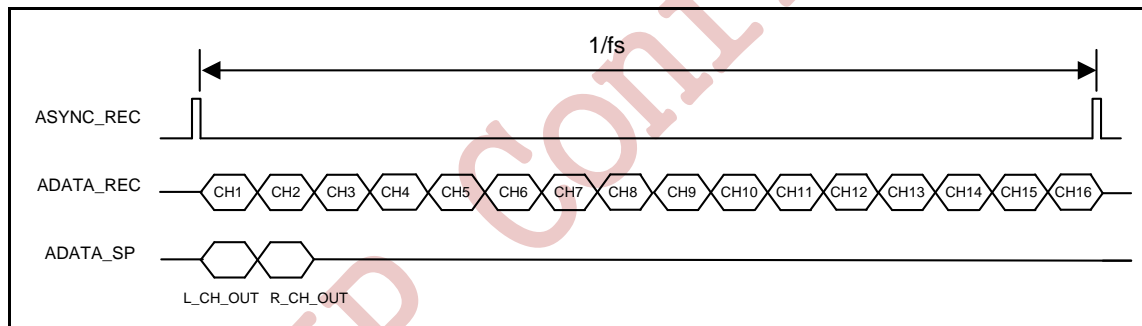 1/fs
ASYNC_REC
ADATA_REC CH1 CH2 CH3 CH4 CH5 CH6 CH7 CH8 CH9 CH10 CH11 CH12 CH13 CH14 CH15 CH16
ADATA_SP
L_CH_OUT R_CH_OUT